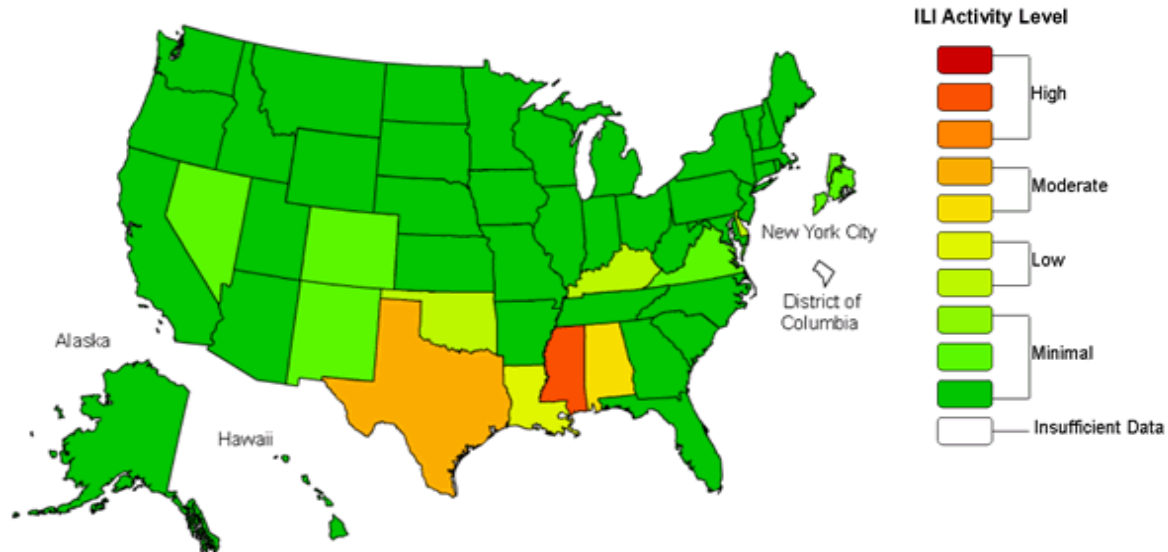 ILI Activity Level
High
Moderate
Low
Minimal
Insufficient Data
New York City
District of
Columbia
Alaska
Hawaii